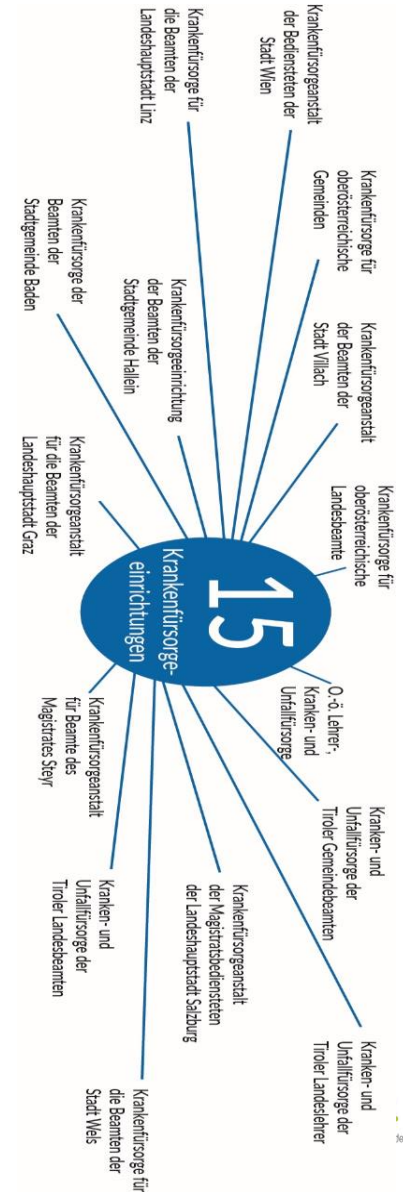 Krankenfürsorgeanstalt
der Bediensteten der
Stadt Wien
Krankenfürsorge für
die Beamten der
Landeshauptstadt Linz
Krankenfürsorge für
oberösterreichische
Gemeinden
Krankenfürsorgeanstalt
der Beamten der
Stadt Villach
Krankenfürsorge für
oberösterreichische
Landesbeamte
Krankenfürsorgeeinrichtung
der Beamten der
Stadtgemeinde Hallein
Krankenfürsorge der
Beamten der
Stadtgemeinde Baden
Krankenfürsorgeanstalt
für die Beamten der
Landeshauptstadt Graz
15
Krankenfürsorge-
einrichtungen
O.-ö. Lehrer-,
Kranken- und
Unfallfürsorge
Kranken- und
Unfallfürsorge der
Tiroler Gemeindebeamten
Kranken- und
Unfallfürsorge der
Tiroler Landeslehrer
Krankenfürsorgeanstalt
der Magistratsbediensteten
der Landeshauptstadt Salzburg
Krankenfürsorgeanstalt
für Beamte des
Magistrates Steyr
Kranken- und
Unfallfürsorge der
Tiroler Landesbeamten
Krankenfürsorge für
die Beamten der
Stadt Wels